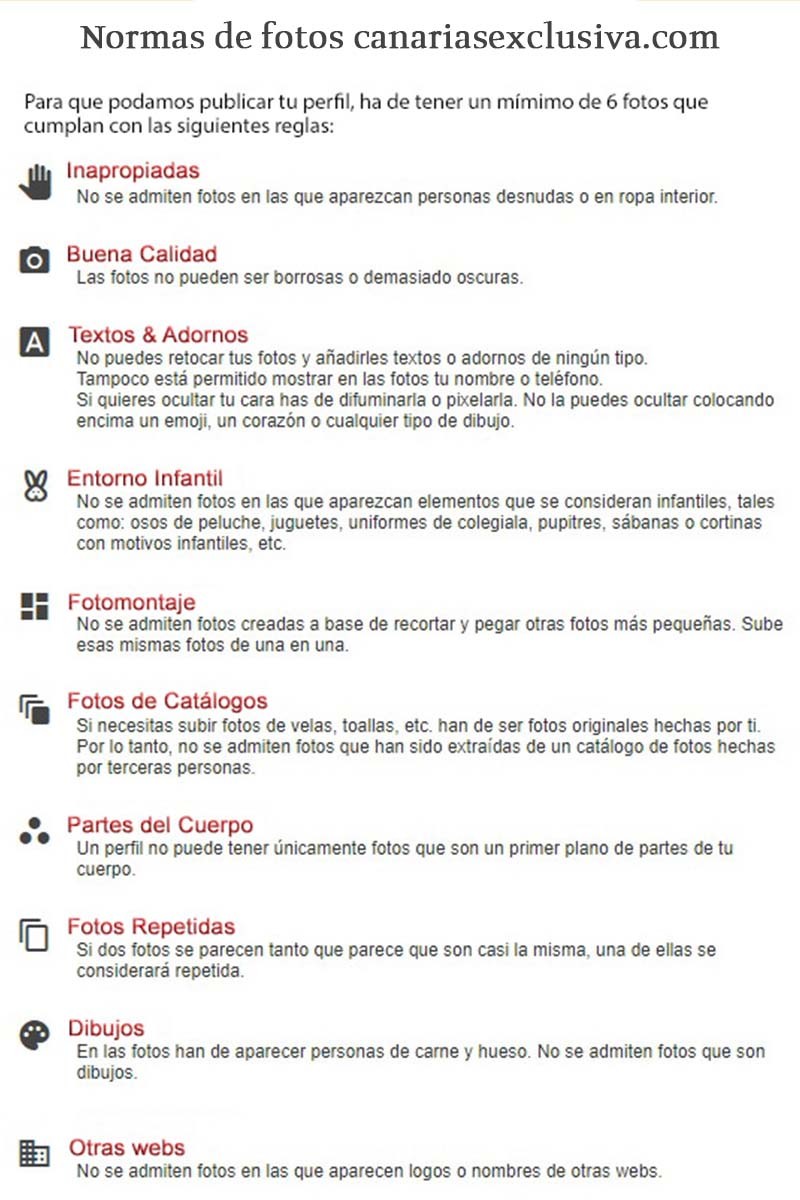 Normas de fotos canariasexclusiva.com
Para que podamos publicar tu perfil, ha de tener un mímimo de 6 fotos que
cumplan con las siguientes reglas:
Inapropiadas
No se admiten fotos en las que aparezcan personas desnudas o en ropa interior.
Buena Calidad
Las fotos no pueden ser borrosas o demasiado oscuras.
A
Textos & Adornos
No puedes retocar tus fotos y añadirles textos o adornos de ningún tipo.
Tampoco está permitido mostrar en las fotos tu nombre o teléfono.
Si quieres ocultar tu cara has de difuminarla o pixelarla. No la puedes ocultar colocando
encima un emoji, un corazón o cualquier tipo de dibujo.
Entorno Infantil
No se admiten fotos en las que aparezcan elementos que se consideran infantiles, tales
como: osos de peluche, juguetes, uniformes de colegiala, pupitres, sábanas o cortinas
con motivos infantiles, etc.
Fotomontaje
No se admiten fotos creadas a base de recortar y pegar otras fotos más pequeñas. Sube
esas mismas fotos de una en una.
Fotos de Catálogos
Si necesitas subir fotos de velas, toallas, etc. han de ser fotos originales hechas por ti.
Por lo tanto, no se admiten fotos que han sido extraídas de un catálogo de fotos hechas
por terceras personas.
Partes del Cuerpo
Un perfil no puede tener únicamente fotos que son un primer plano de partes de tu
cuerpo.
Fotos Repetidas
Si dos fotos se parecen tanto que parece que son casi la misma, una de ellas se
considerará repetida.
Dibujos
En las fotos han de aparecer personas de carne y hueso. No se admiten fotos que son
dibujos.
Otras webs
No se admiten fotos en las que aparecen logos o nombres de otras webs.